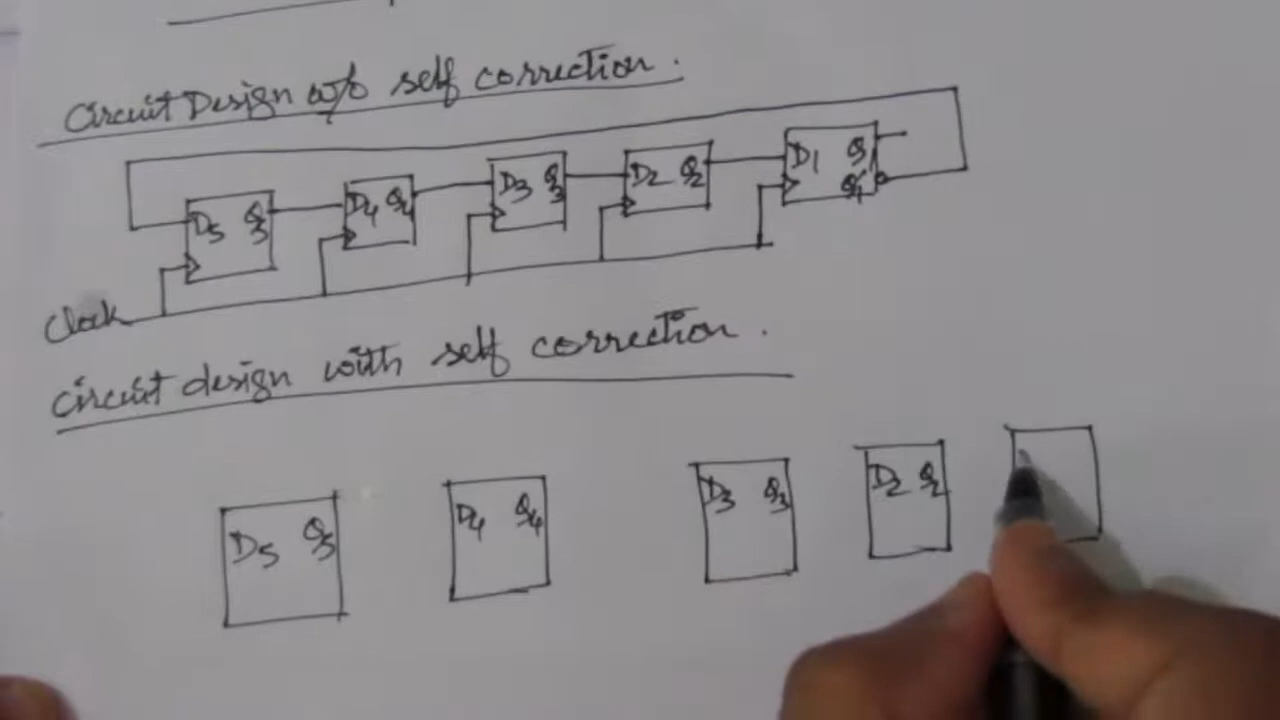 Circuit Design w/o self correction.
D5 Q5 D4 Q4 D3 Q3 D2 Q2 D1 Q1
Q1'
Clock
circuit design with self correction.
D5 Q5 D4 Q4 D3 Q3 D2 Q2